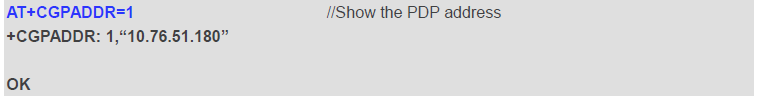 AT+CGPADDR=1 //Show the PDP address
+CGPADDR: 1,“10.76.51.180”
OK